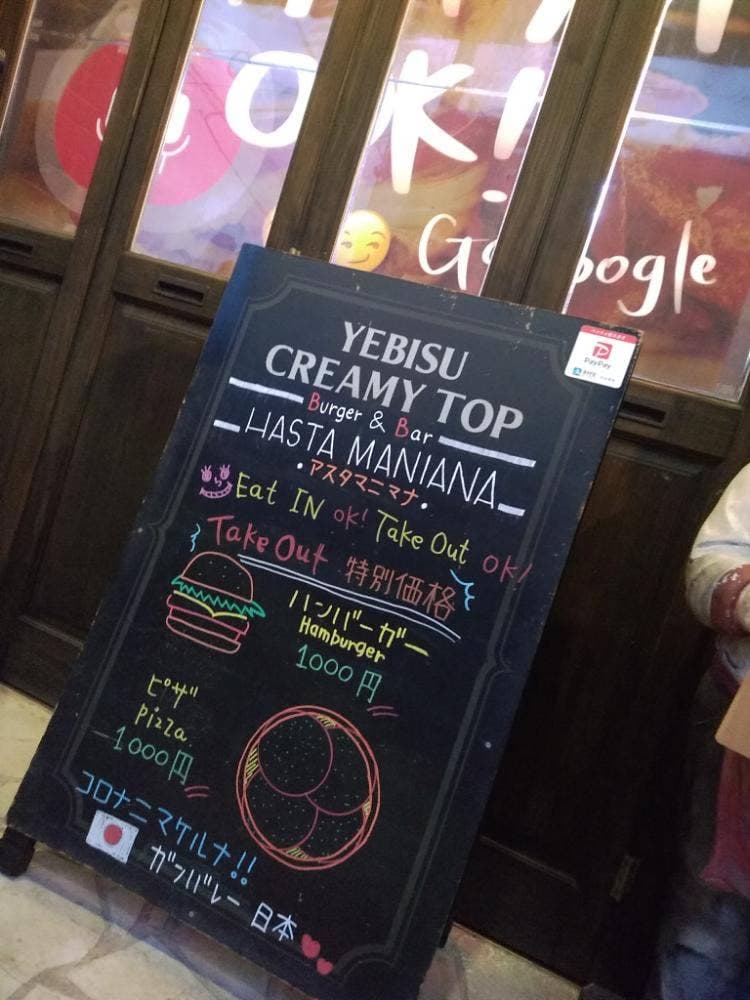 OK!
Google
YEBISU
CREAMY TOP
PayPay
Burger & Bar
HASTA MANIANA
・アスタマニマナ・
Eat IN OK! Take Out OK!
Take Out 特別価格
ハンバーガー
Hamburger
1000円
ピザ
pizza
1000円
コロナニマケルナ!!
ガンバレー 日本